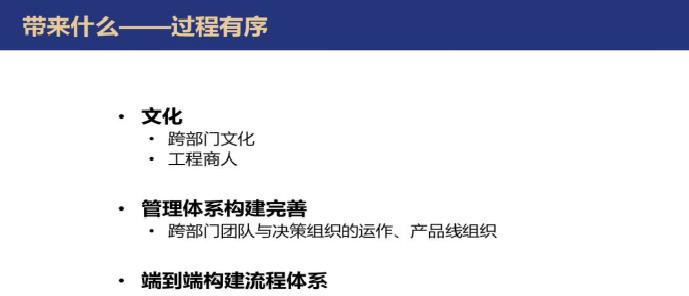 带来什么——过程有序
• 文化
• 跨部门文化
• 工程商人
• 管理体系构建完善
• 跨部门团队与决策组织的运作、产品线组织
• 端到端构建流程体系